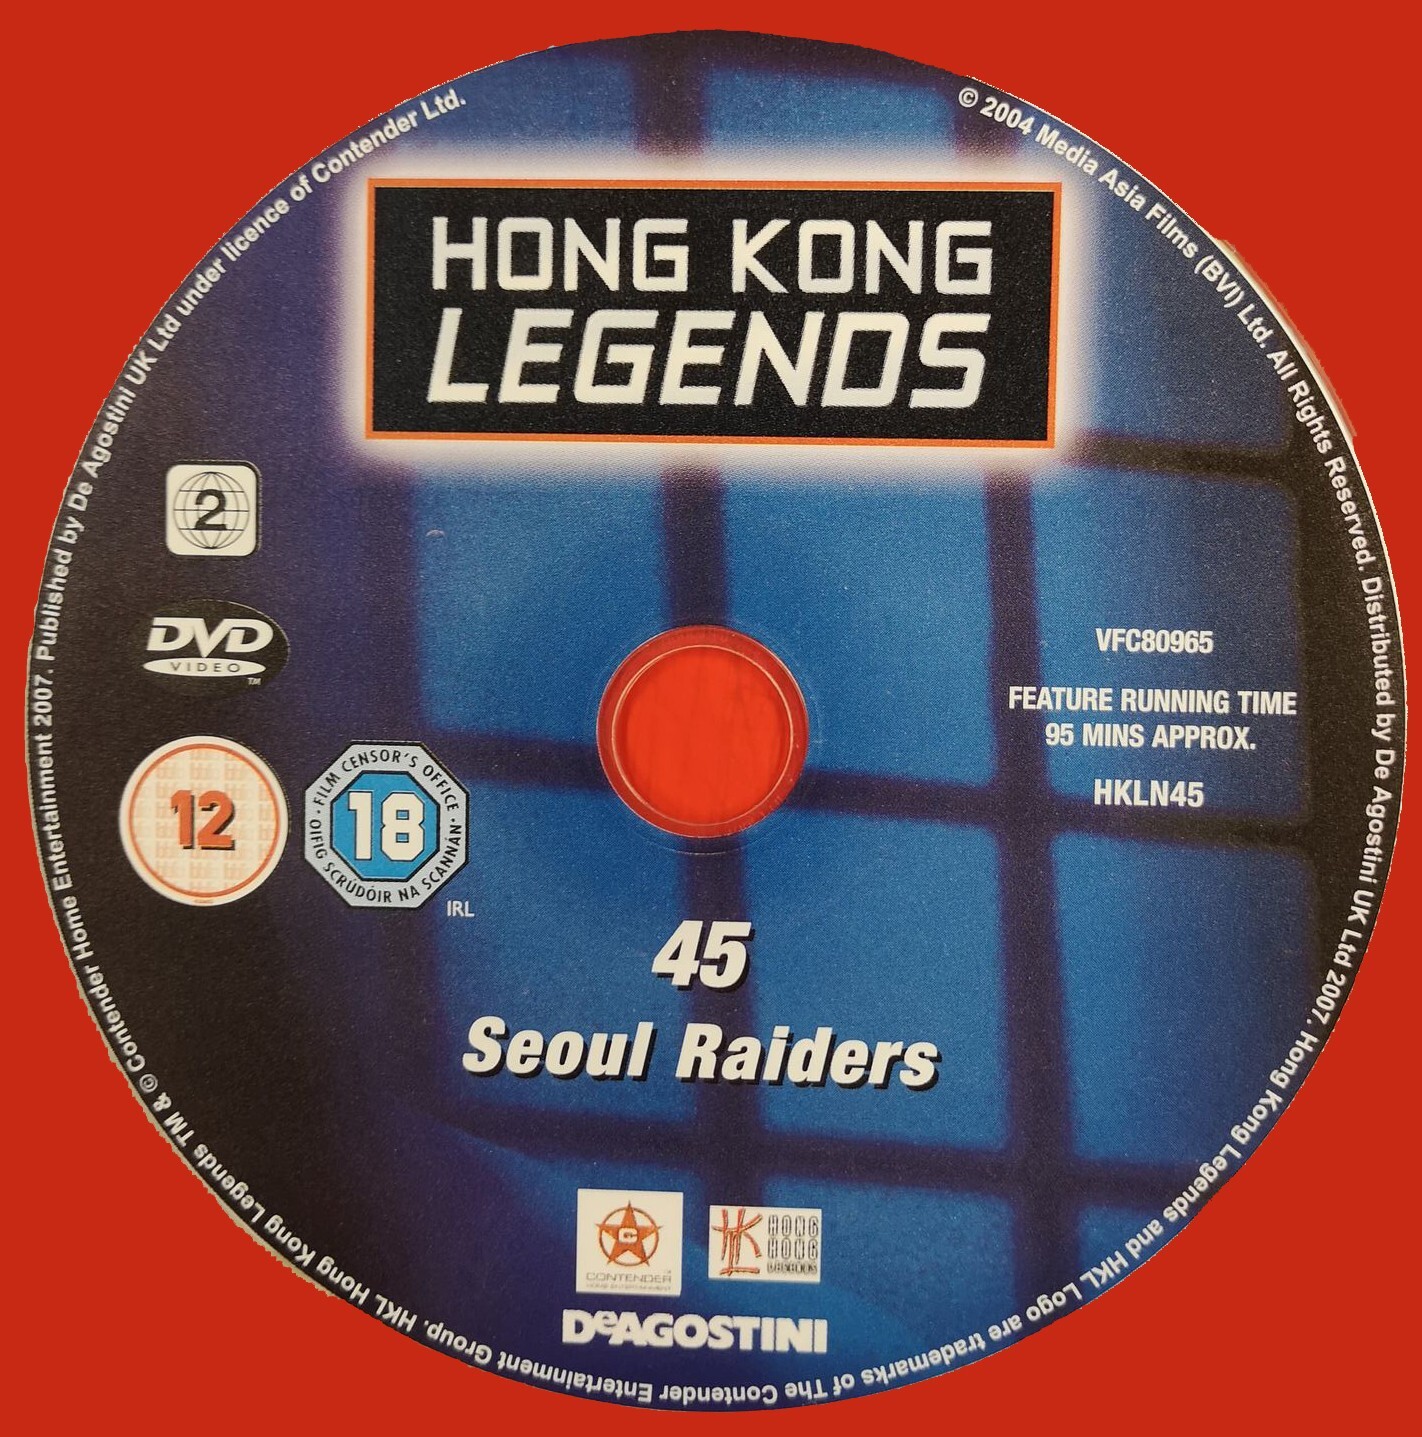 © 2004 Media Asia Films (BVI) Ltd. All Rights Reserved. Distributed by De Agostini UK Ltd 2007. Hong Kong Legends and HKL Logo are trademarks of The Contender Entertainment Group. HKL Hong Kong Legends TM & © Contender Home Entertainment 2007. Published by De Agostini UK Ltd under licence of Contender Ltd.
HONG KONG
LEGENDS
2
DVD
VIDEO
TM
VFC80965
FEATURE RUNNING TIME
95 MINS APPROX.
HKLN45
12
· FILM CENSOR'S OFFICE · OIFIG SCRÚDÓIR NA SCANNÁN
18
IRL
45
Seoul Raiders
C
CONTENDER
HOME ENTERTAINMENT
HK
HONG
KONG
LEGENDS
DeAGOSTINI